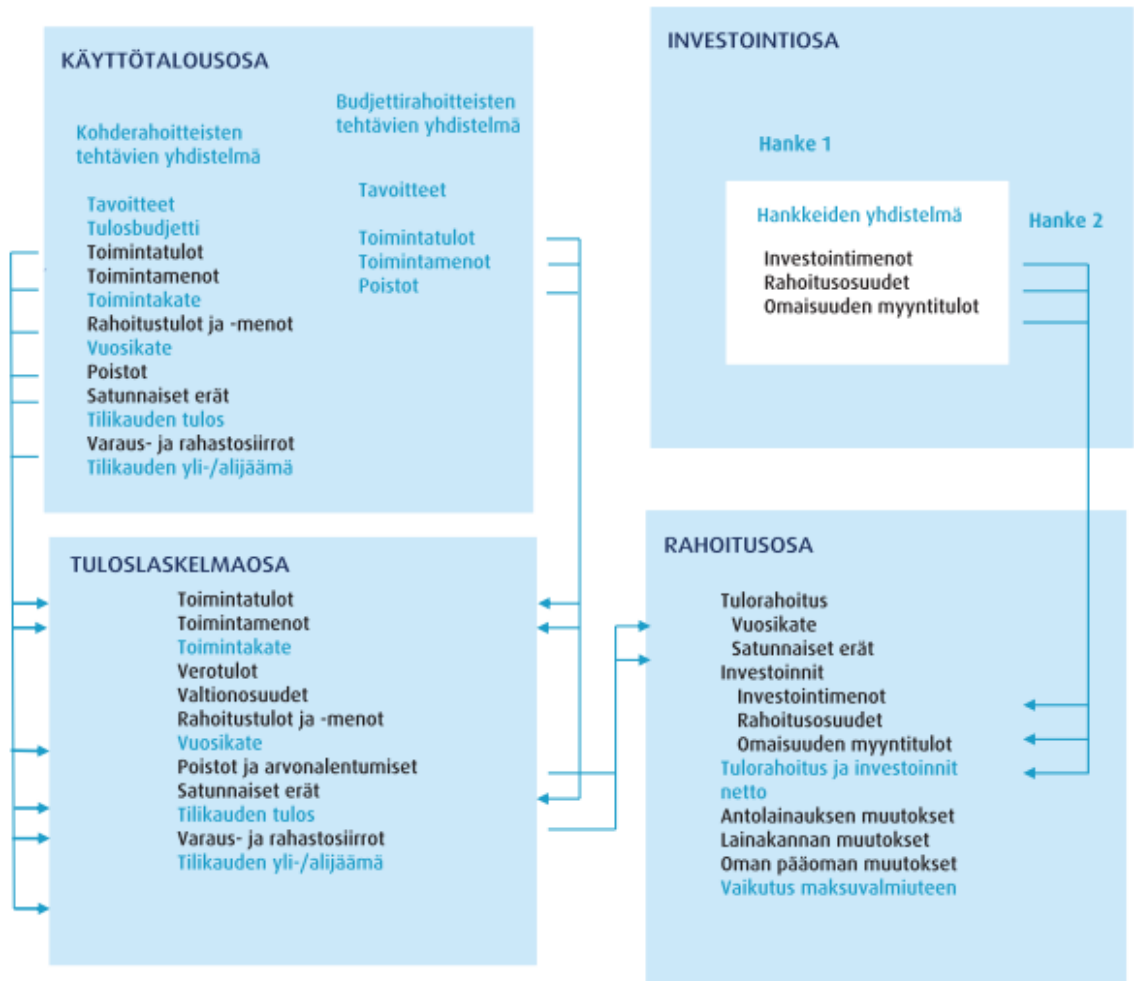 KÄYTTÖTALOUSOSA
Kohderahoitteisten
tehtävien yhdistelmä
Tavoitteet
Tulosbudjetti
Toimintatulot
Toimintamenot
Toimintakate
Rahoitustulot ja -menot
Vuosikate
Poistot
Satunnaiset erät
Tilikauden tulos
Varaus- ja rahastosiirrot
Tilikauden yli-/alijäämä
Budjettirahoitteisten
tehtävien yhdistelmä
Tavoitteet
Toimintatulot
Toimintamenot
Poistot
INVESTOINTIOSA
Hanke 1
Hankkeiden yhdistelmä
Investointimenot
Rahoitusosuudet
Omaisuuden myyntitulot
Hanke 2
TULOSLASKELMAOSA
Toimintatulot
Toimintamenot
Toimintakate
Verotulot
Valtionosuudet
Rahoitustulot ja -menot
Vuosikate
Poistot ja arvonalentumiset
Satunnaiset erät
Tilikauden tulos
Varaus- ja rahastosiirrot
Tilikauden yli-/alijäämä
RAHOITUSOSA
Tulorahoitus
Vuosikate
Satunnaiset erät
Investoinnit
Investointimenot
Rahoitusosuudet
Omaisuuden myyntitulot
Tulorahoitus ja investoinnit
netto
Antolainauksen muutokset
Lainakannan muutokset
Oman pääoman muutokset
Vaikutus maksuvalmiuteen